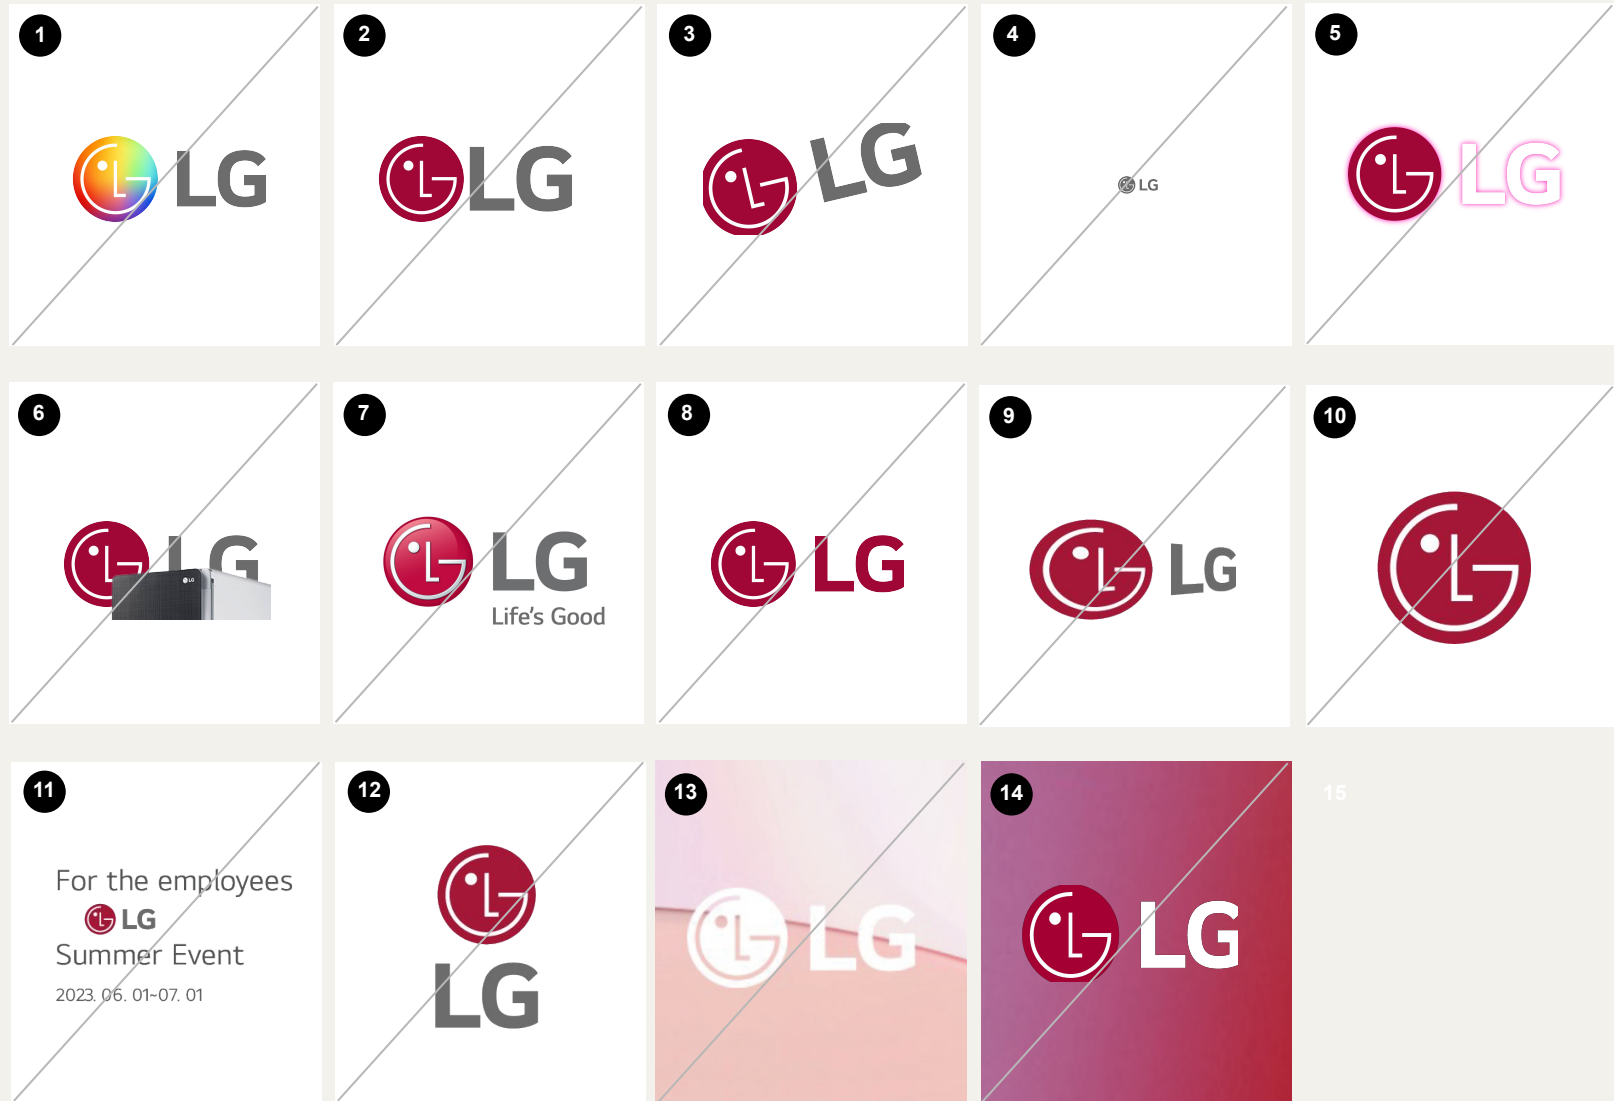 1
LG
2
LG
3
LG
4
LG
5
LG
6
LG
LG
7
LG
Life's Good
8
LG
9
LG
10
11
For the employees
LG
Summer Event
2023. 06. 01~07. 01
12
LG
13
LG
14
LG
15